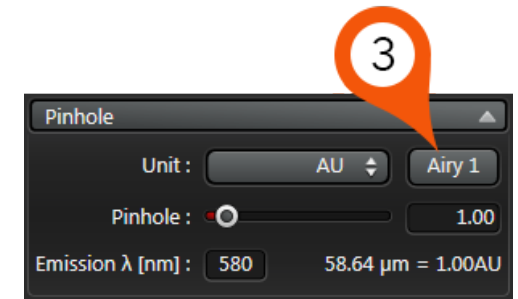 3
Pinhole
Unit : AU Airy 1
Pinhole : 1.00
Emission λ [nm] : 580 58.64 µm = 1.00AU